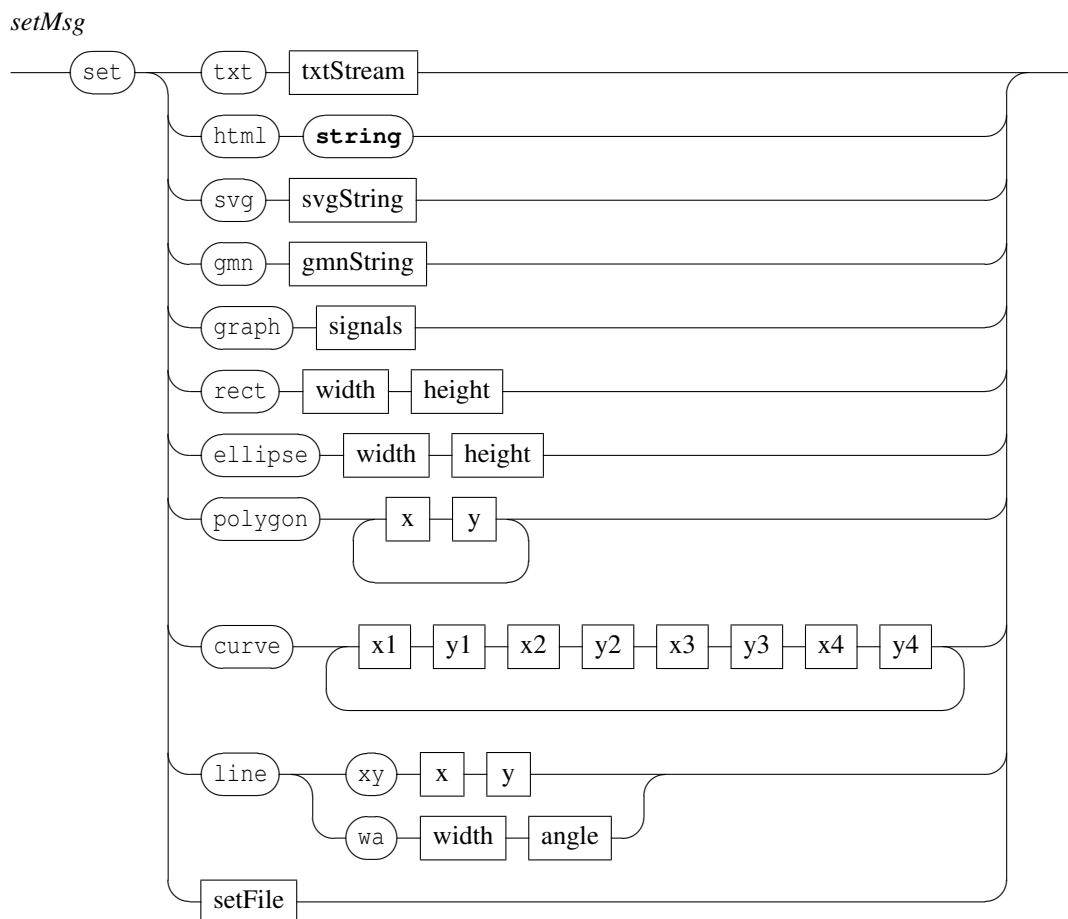 setMsg
set txt txtStream
html string
svg svgString
gmn gmnString
graph signals
rect width height
ellipse width height
polygon x y
curve x1 y1 x2 y2 x3 y3 x4 y4
line xy x y
wa width angle
setFile